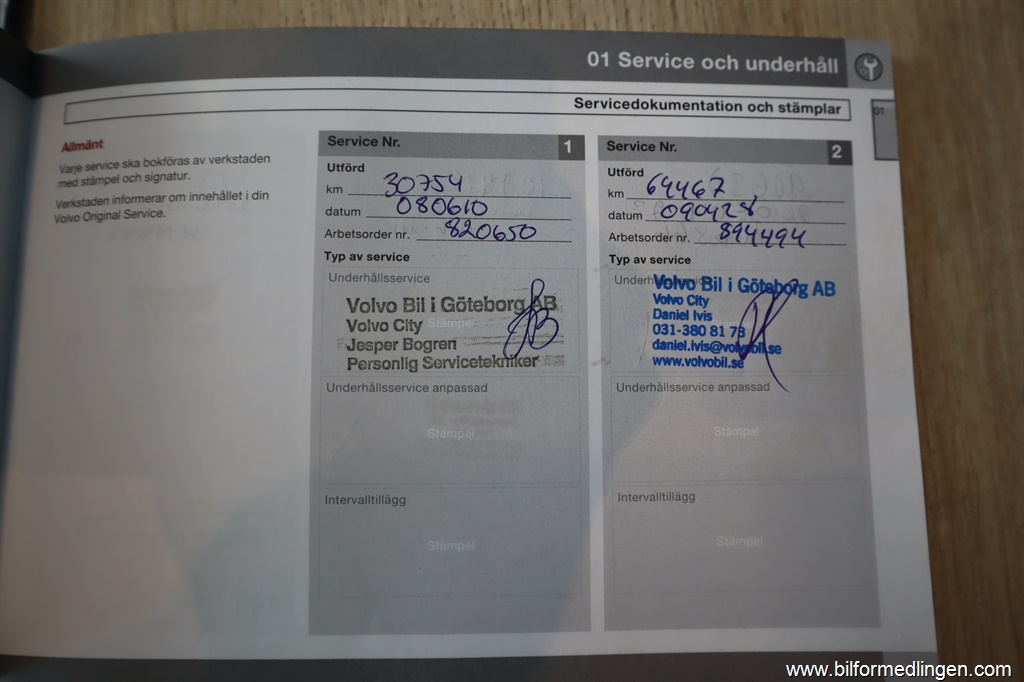 01 Service och underhåll
Servicedokumentation och stämplar
01
Allmänt
Varje service ska bokföras av verkstaden
med stämpel och signatur.
Verkstaden informerar om innehållet i din
Volvo Original Service.
Service Nr. 1
Utförd
km 30754
datum 080610
Arbetsorder nr. 820650
Typ av service
Underhållsservice
Volvo Bil i Göteborg AB
Volvo City
Stämpel
Jesper Bogren
Personlig Servicetekniker
Underhållsservice anpassad
Stämpel
Intervalltillägg
Stämpel
Service Nr. 2
Utförd
km 64467
datum 090428
Arbetsorder nr. 894494
Typ av service
Underhållsservice
Volvo Bil i Göteborg AB
Volvo City
Daniel Ivis
031-380 81 73
daniel.ivis@volvobil.se
www.volvobil.se
Underhållsservice anpassad
Stämpel
Intervalltillägg
Stämpel
www.bilformedlingen.com